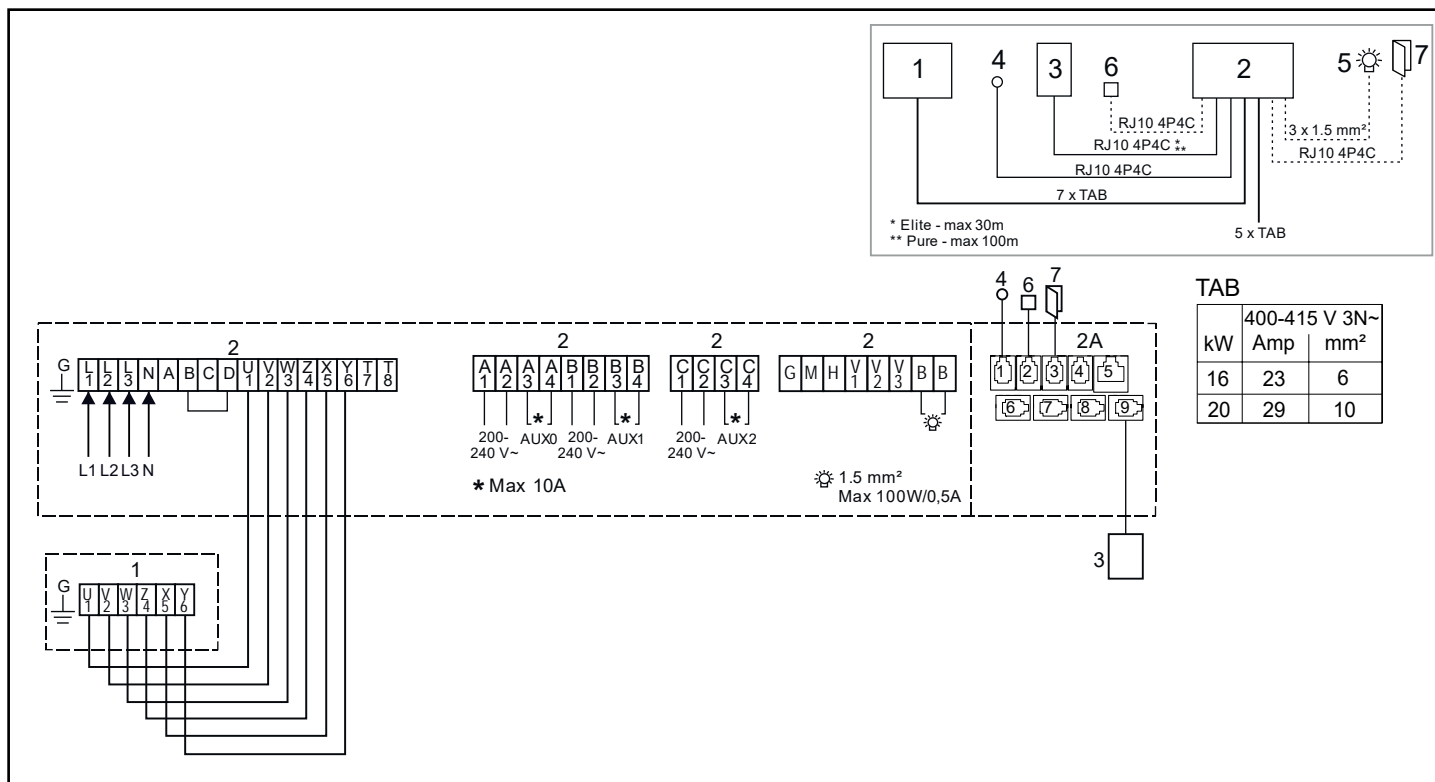 1
4
3
6
2
5
7
RJ10 4P4C
3 x 1.5 mm²
RJ10 4P4C * **
RJ10 4P4C
RJ10 4P4C
7 x TAB
5 x TAB
* Elite - max 30m
** Pure - max 100m
TAB
400-415 V 3N~
kW Amp mm²
16 23 6
20 29 10
4
6
7
2
2
2
2
2A
G
L1 L2 L3 N A B C D U1 V2 W3 Z4 X5 Y6 T7 T8
A1 A2 A3 A4 B1 B2 B3 B4
C1 C2 C3 C4
G M H V1 V2 V3 B B
1 2 3 4 5
6 7 8 9
L1 L2 L3 N
200-240 V~
* AUX0
200-240 V~
* AUX1
200-240 V~
* AUX2
* Max 10A
1.5 mm²
Max 100W/0,5A
3
1
G
U1 V2 W3 Z4 X5 Y6